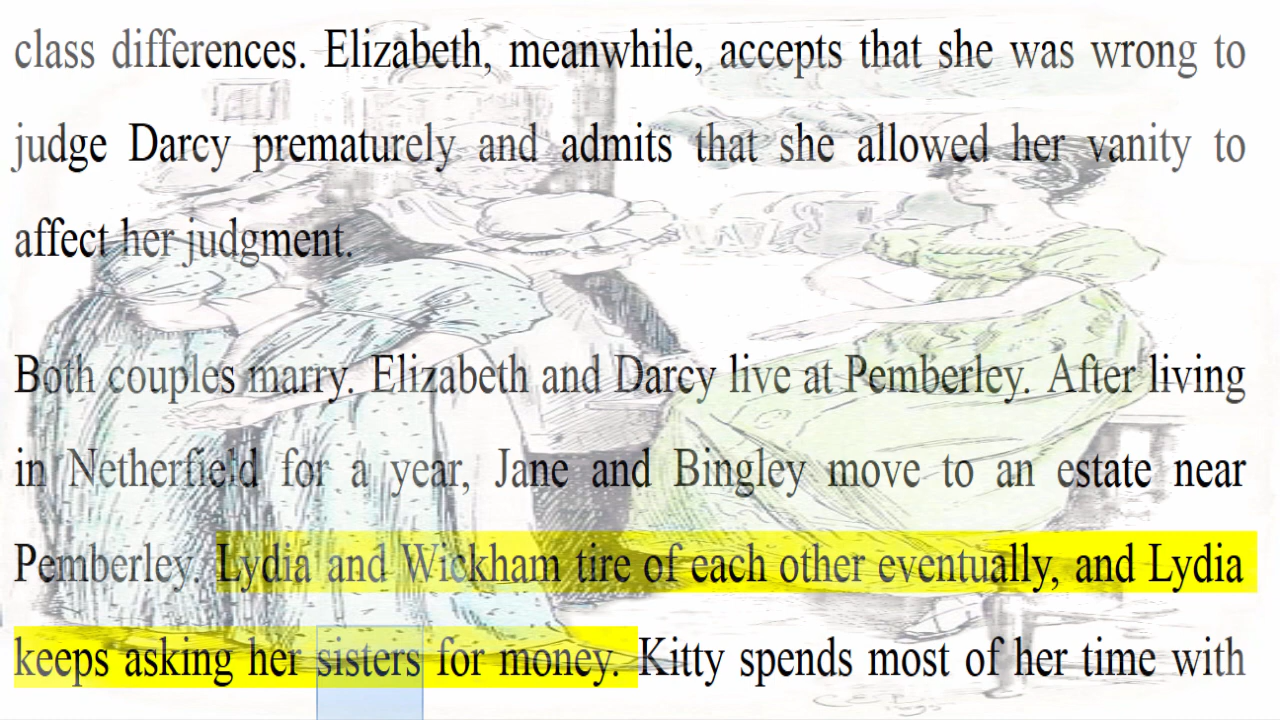 class differences. Elizabeth, meanwhile, accepts that she was wrong to
judge Darcy prematurely and admits that she allowed her vanity to
affect her judgment.
Both couples marry. Elizabeth and Darcy live at Pemberley. After living
in Netherfield for a year, Jane and Bingley move to an estate near
Pemberley. Lydia and Wickham tire of each other eventually, and Lydia
keeps asking her sisters for money. Kitty spends most of her time with